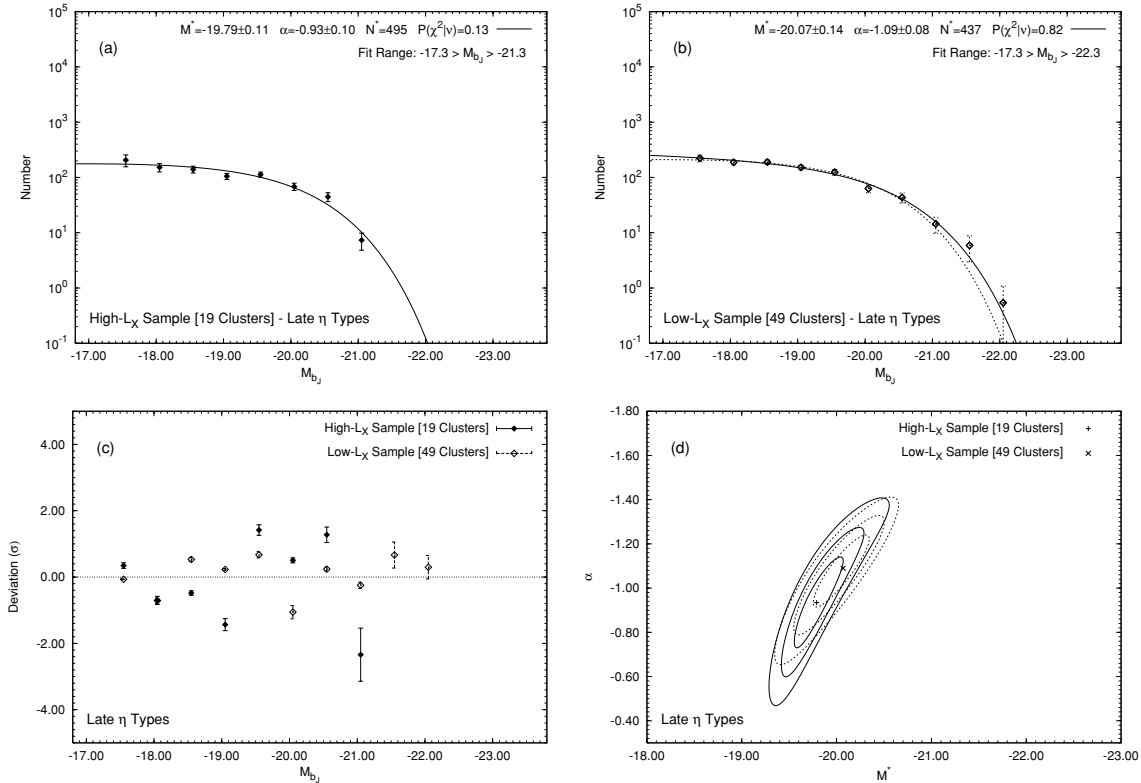 (a)
M*=-19.79±0.11 α=-0.93±0.10 N*=495 P(χ²|ν)=0.13
Fit Range: -17.3 > M_bJ > -21.3
10^5
10^4
10^3
10^2
10^1
10^0
10^-1
Number
High-L_X Sample [19 Clusters] - Late η Types
-17.00 -18.00 -19.00 -20.00 -21.00 -22.00 -23.00
M_bJ
(b)
M*=-20.07±0.14 α=-1.09±0.08 N*=437 P(χ²|ν)=0.82
Fit Range: -17.3 > M_bJ > -22.3
10^5
10^4
10^3
10^2
10^1
10^0
10^-1
Number
Low-L_X Sample [49 Clusters] - Late η Types
-17.00 -18.00 -19.00 -20.00 -21.00 -22.00 -23.00
M_bJ
(c)
High-L_X Sample [19 Clusters]
Low-L_X Sample [49 Clusters]
4.00
2.00
0.00
-2.00
-4.00
Deviation (σ)
Late η Types
-17.00 -18.00 -19.00 -20.00 -21.00 -22.00 -23.00
M_bJ
(d)
High-L_X Sample [19 Clusters]
Low-L_X Sample [49 Clusters]
-1.80
-1.60
-1.40
-1.20
-1.00
-0.80
-0.60
-0.40
α
Late η Types
-0.30
-18.00 -19.00 -20.00 -21.00 -22.00 -23.00
M*